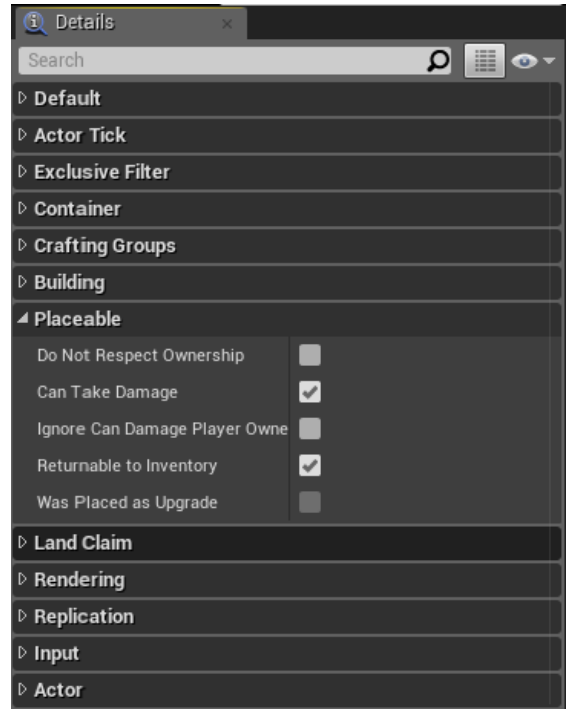 Details
Search
Default
Actor Tick
Exclusive Filter
Container
Crafting Groups
Building
Placeable
Do Not Respect Ownership
Can Take Damage
Ignore Can Damage Player Owne
Returnable to Inventory
Was Placed as Upgrade
Land Claim
Rendering
Replication
Input
Actor